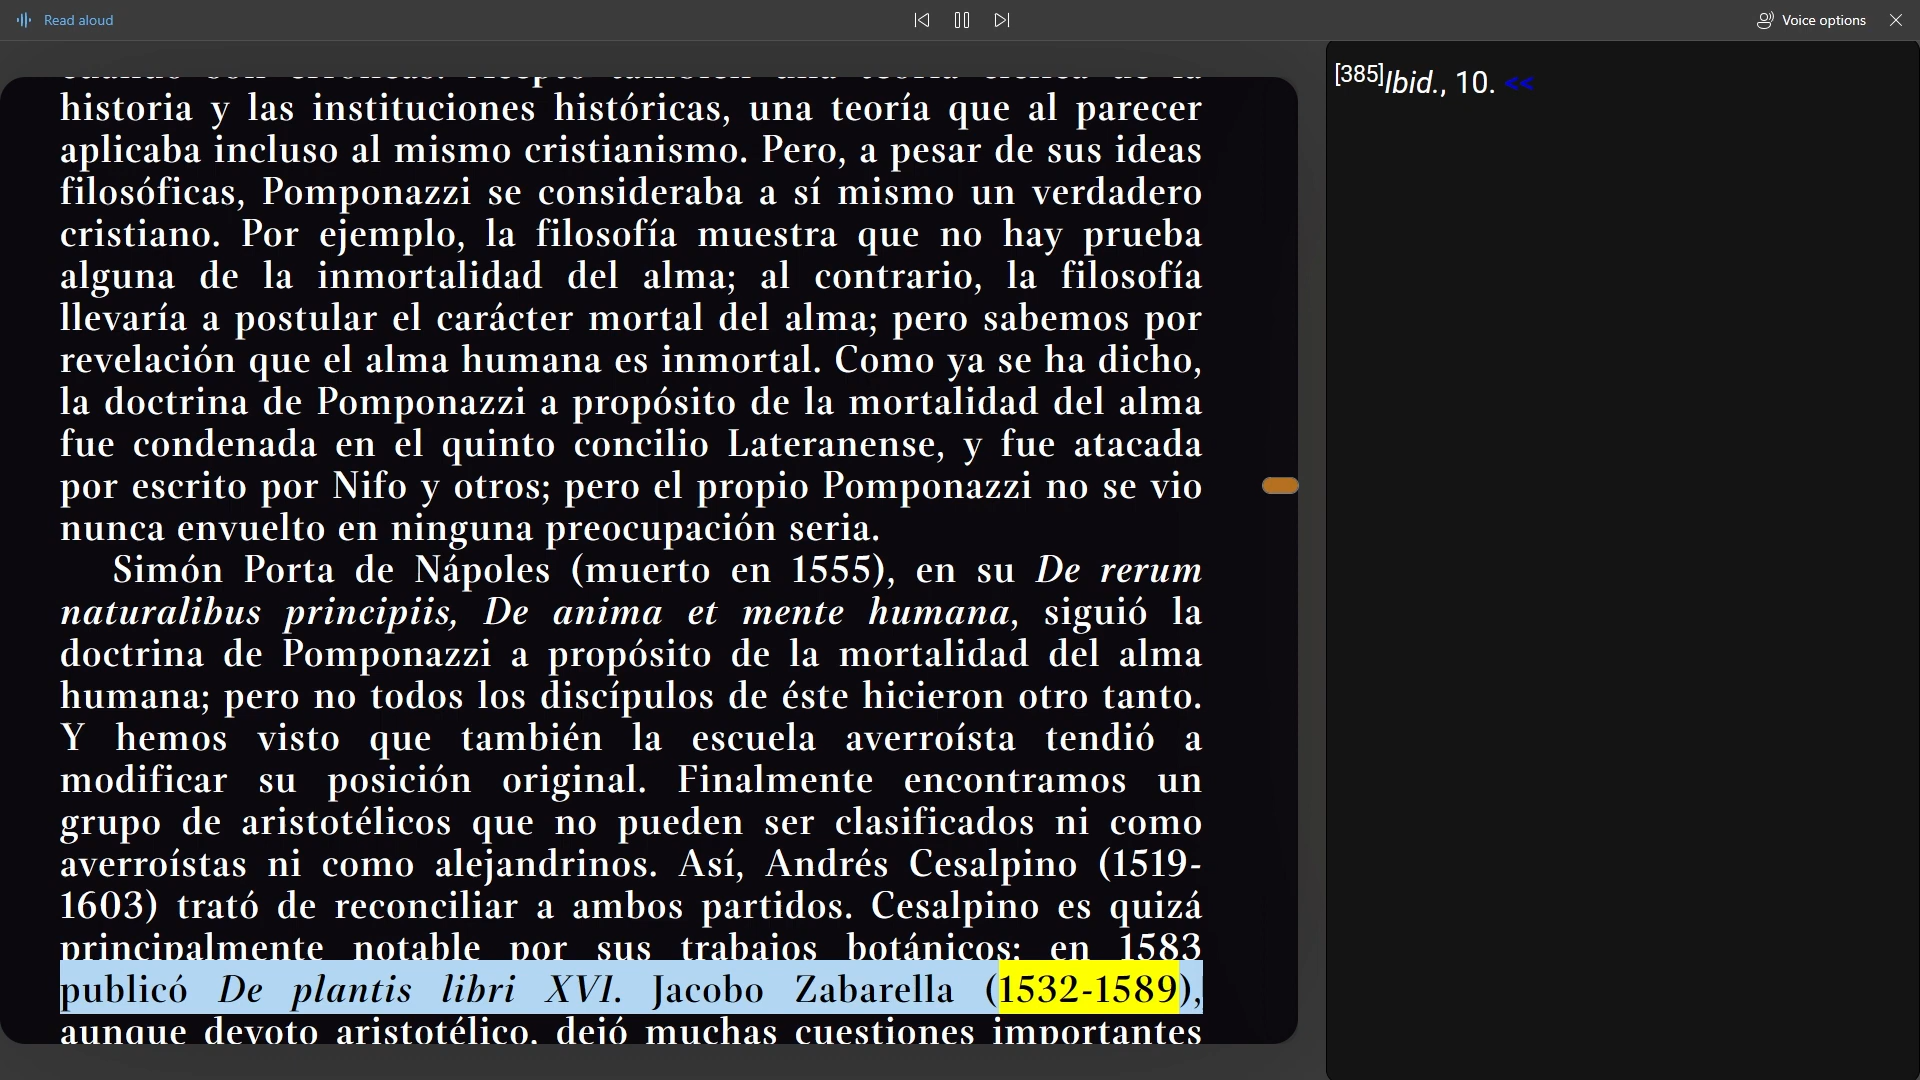 Read aloud
Voice options
historia y las instituciones históricas, una teoría que al parecer
aplicaba incluso al mismo cristianismo. Pero, a pesar de sus ideas
filosóficas, Pomponazzi se consideraba a sí mismo un verdadero
cristiano. Por ejemplo, la filosofía muestra que no hay prueba
alguna de la inmortalidad del alma; al contrario, la filosofía
llevaría a postular el carácter mortal del alma; pero sabemos por
revelación que el alma humana es inmortal. Como ya se ha dicho,
la doctrina de Pomponazzi a propósito de la mortalidad del alma
fue condenada en el quinto concilio Lateranense, y fue atacada
por escrito por Nifo y otros; pero el propio Pomponazzi no se vio
nunca envuelto en ninguna preocupación seria.
Simón Porta de Nápoles (muerto en 1555), en su De rerum
naturalibus principiis, De anima et mente humana, siguió la
doctrina de Pomponazzi a propósito de la mortalidad del alma
humana; pero no todos los discípulos de éste hicieron otro tanto.
Y hemos visto que también la escuela averroísta tendió a
modificar su posición original. Finalmente encontramos un
grupo de aristotélicos que no pueden ser clasificados ni como
averroístas ni como alejandrinos. Así, Andrés Cesalpino (1519-
1603) trató de reconciliar a ambos partidos. Cesalpino es quizá
principalmente notable por sus trabajos botánicos; en 1583
publicó De plantis libri XVI. Jacobo Zabarella (1532-1589),
aunque devoto aristotélico, dejó muchas cuestiones importantes
[385]Ibid., 10. <<